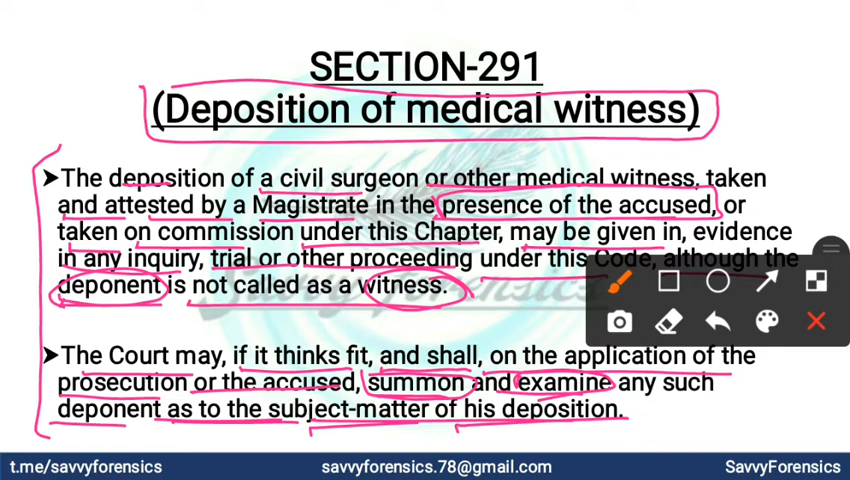 SECTION-291
(Deposition of medical witness)
➤The deposition of a civil surgeon or other medical witness, taken
and attested by a Magistrate in the presence of the accused, or
taken on commission under this Chapter, may be given in, evidence
in any inquiry, trial or other proceeding under this Code, although the
deponent is not called as a witness.
➤The Court may, if it thinks fit, and shall, on the application of the
prosecution or the accused, summon and examine any such
deponent as to the subject-matter of his deposition.
Savvy Forensics
t.me/savvyforensics savvyforensics.78@gmail.com SavvyForensics